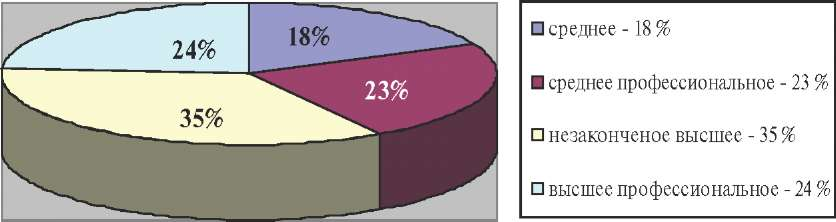 24%
18%
35%
23%
среднее - 18 %
среднее профессиональное - 23 %
незаконченое высшее - 35 %
высшее профессиональное - 24 %